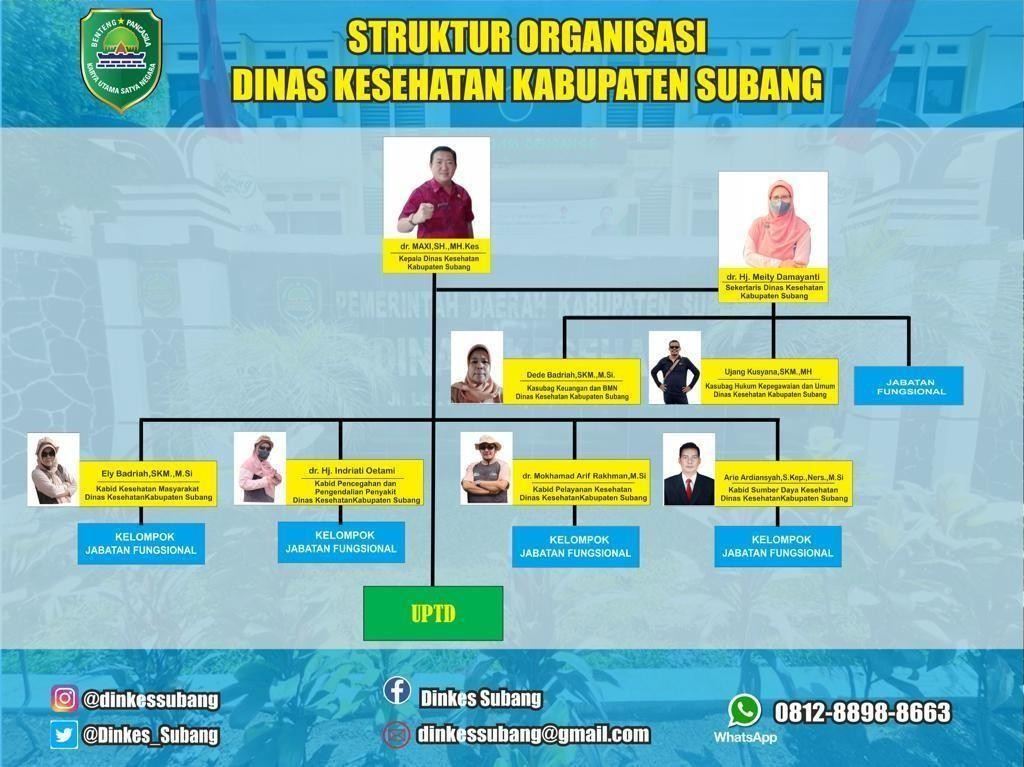 BENTENG PANCASILA
KARYA UTAMA SATYA NEGARA
STRUKTUR ORGANISASI
DINAS KESEHATAN KABUPATEN SUBANG
dr. MAXI,SH.,MH.Kes
Kepala Dinas Kesehatan
Kabupaten Subang
dr. Hj. Meity Damayanti
Sekertaris Dinas Kesehatan
Kabupaten Subang
PEMERINTAH DAERAH KABUPATEN SU
DINAS KESEHA
Dede Badriah,SKM.,M.Si.
Kasubag Keuangan dan BMN
Dinas Kesehatan Kabupaten Subang
Ujang Kusyana,SKM.,MH
Kasubag Hukum Kepegawaian dan Umum
Dinas Kesehatan Kabupaten Subang
JABATAN
FUNGSIONAL
Ely Badriah,SKM.,M.Si
Kabid Kesehatan Masyarakat
Dinas KesehatanKabupaten Subang
dr. Hj. Indriati Oetami
Kabid Pencegahan dan
Pengendalian Penyakit
Dinas KesehatanKabupaten Subang
dr. Mokhamad Arif Rakhman,M.Si
Kabid Pelayanan Kesehatan
Dinas KesehatanKabupaten Subang
Arie Ardiansyah,S.Kep.,Ners.,M.Si
Kabid Sumber Daya Kesehatan
Dinas KesehatanKabupaten Subang
KELOMPOK
JABATAN FUNGSIONAL
KELOMPOK
JABATAN FUNGSIONAL
KELOMPOK
JABATAN FUNGSIONAL
KELOMPOK
JABATAN FUNGSIONAL
UPTD
@dinkessubang
@Dinkes_Subang
Dinkes Subang
dinkessubang@gmail.com
WhatsApp
0812-8898-8663